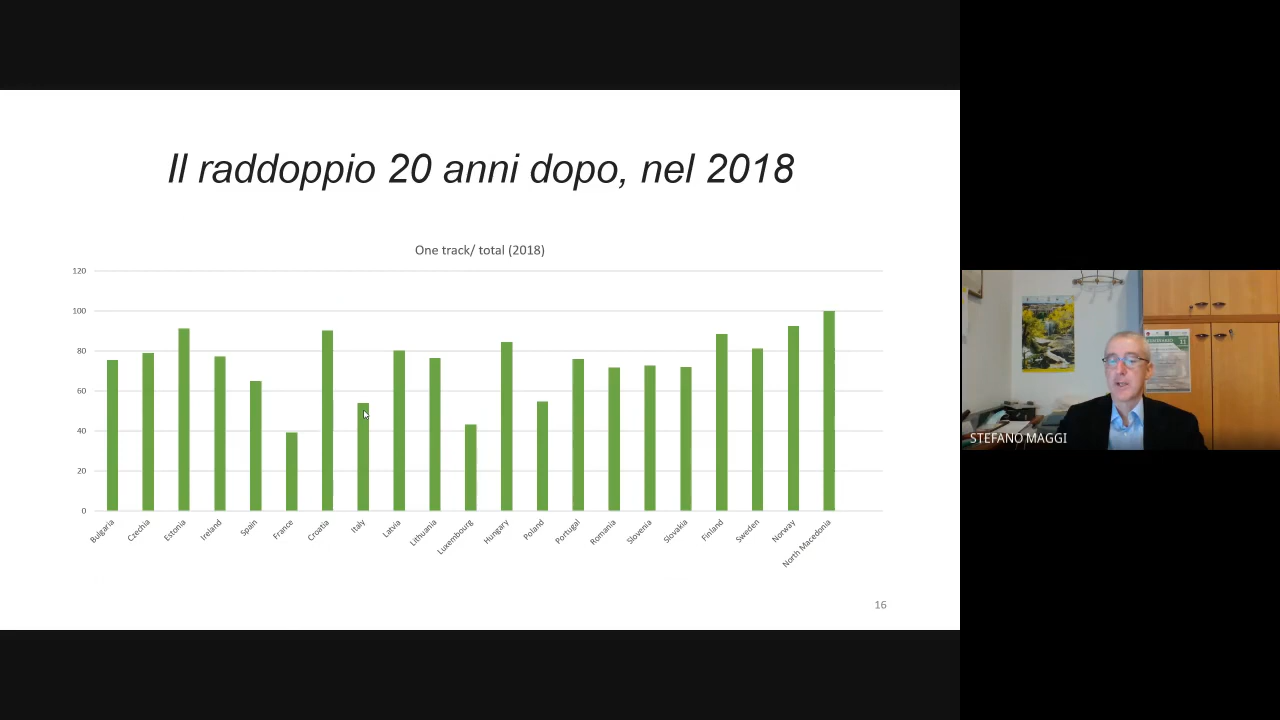 Il raddoppio 20 anni dopo, nel 2018
One track/ total (2018)
120
100
80
60
40
20
0
Bulgaria
Czechia
Estonia
Ireland
Spain
France
Croatia
Italy
Latvia
Lithuania
Luxembourg
Hungary
Poland
Portugal
Romania
Slovenia
Slovakia
Finland
Sweden
Norway
North Macedonia
16
STEFANO MAGGI